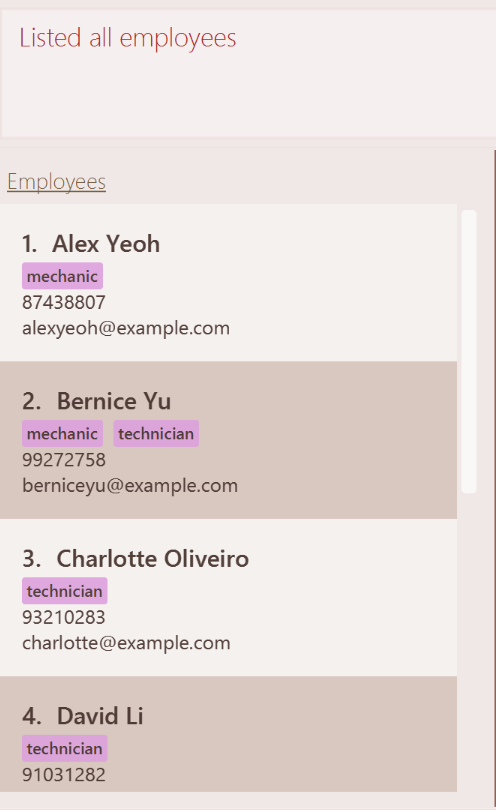 Listed all employees
Employees
1. Alex Yeoh
mechanic
87438807
alexyeoh@example.com
2. Bernice Yu
mechanic technician
99272758
berniceyu@example.com
3. Charlotte Oliveiro
technician
93210283
charlotte@example.com
4. David Li
technician
91031282